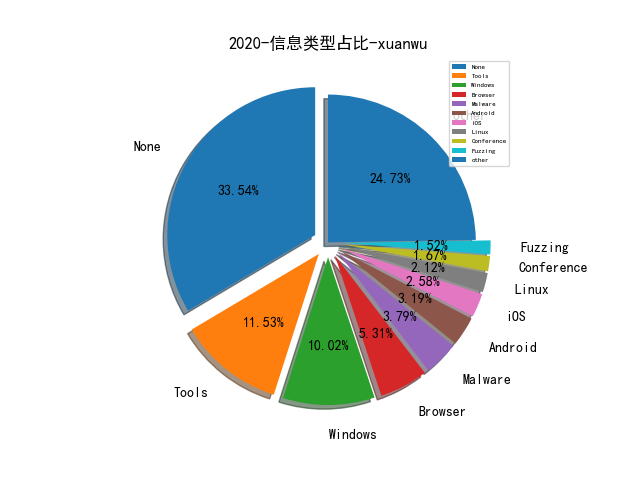 2020-信息类型占比-xuanwu
None
Tools
Windows
Browser
Malware
Android
iOS
Linux
Conference
Fuzzing
other
None
33.54%
24.73%
other
1.52%
Fuzzing
1.67%
Conference
2.12%
Linux
2.58%
iOS
3.19%
Android
3.79%
Malware
5.31%
Browser
10.02%
Windows
11.53%
Tools